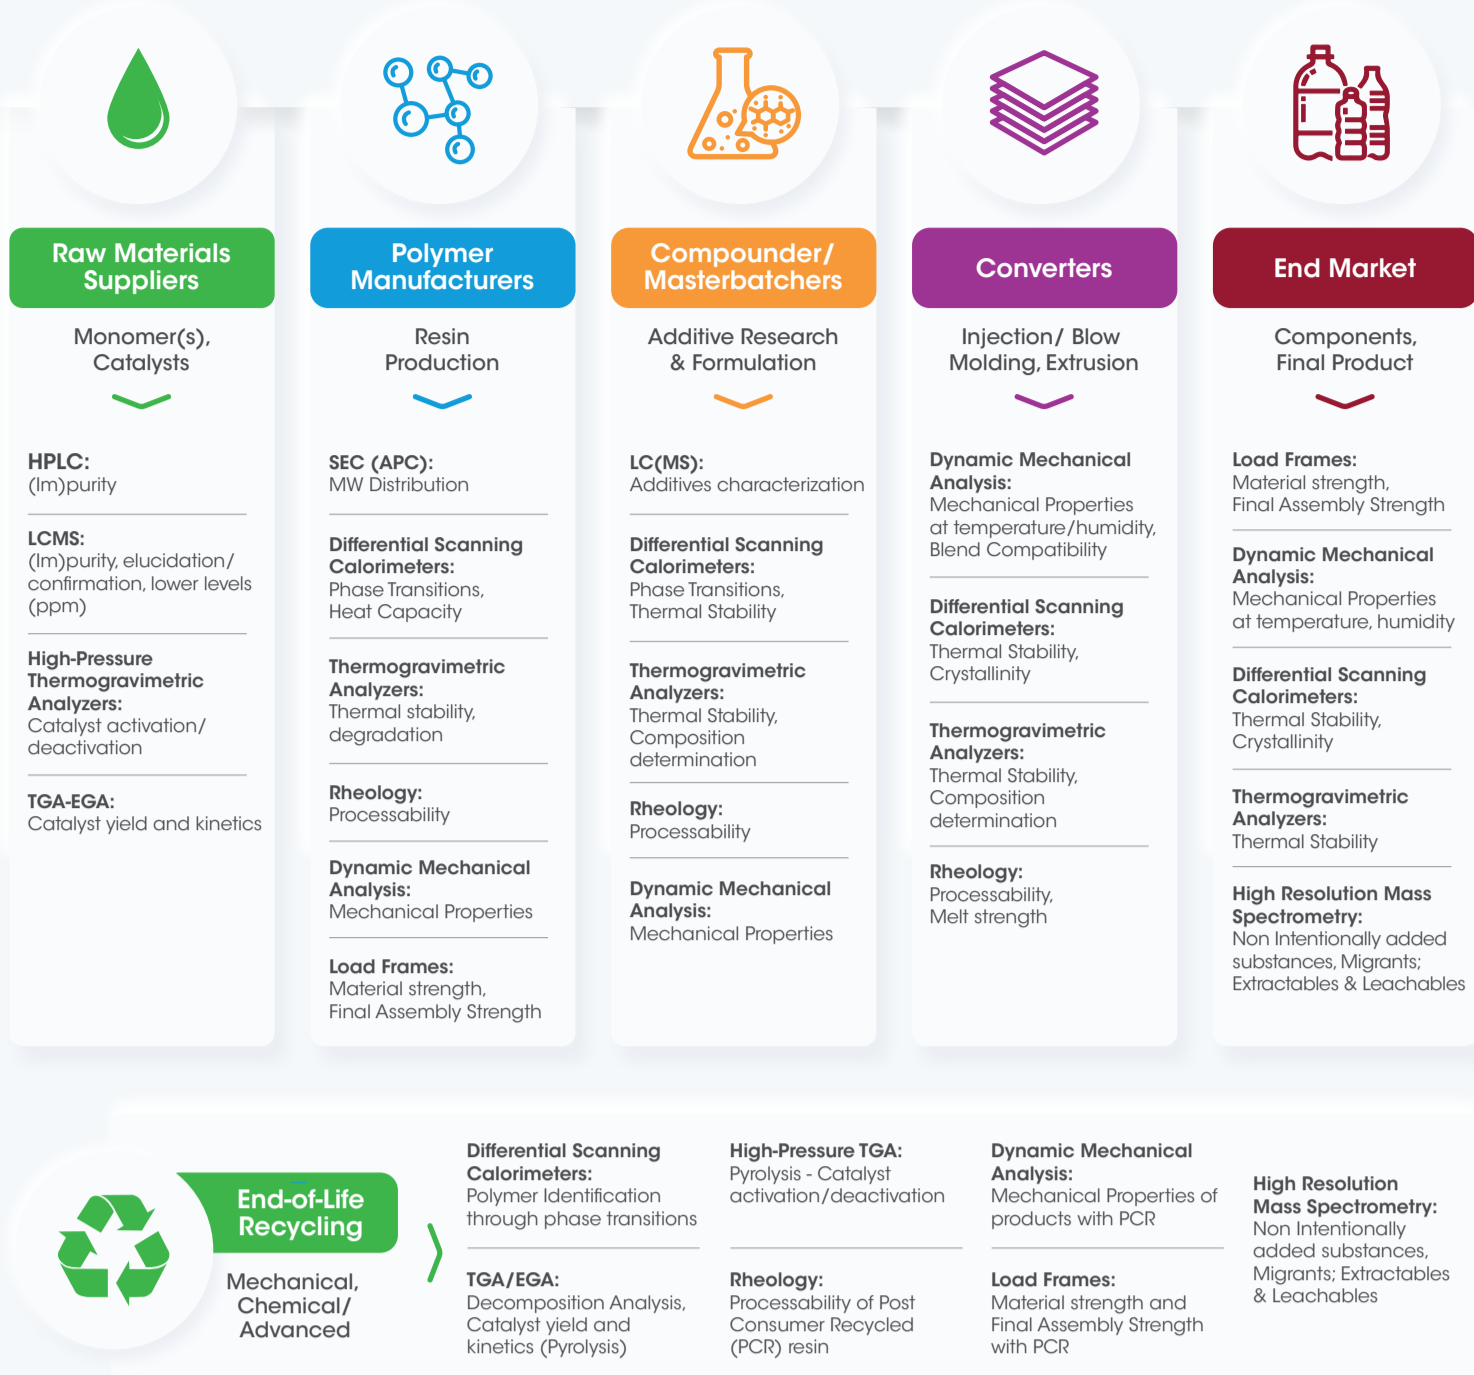 Raw Materials
Suppliers
Monomer(s),
Catalysts
HPLC:
(Im)purity
LCMS:
(Im)purity, elucidation/
confirmation, lower levels
(ppm)
High-Pressure
Thermogravimetric
Analyzers:
Catalyst activation/
deactivation
TGA-EGA:
Catalyst yield and kinetics
Polymer
Manufacturers
Resin
Production
SEC (APC):
MW Distribution
Differential Scanning
Calorimeters:
Phase Transitions,
Heat Capacity
Thermogravimetric
Analyzers:
Thermal stability,
degradation
Rheology:
Processability
Dynamic Mechanical
Analysis:
Mechanical Properties
Load Frames:
Material strength,
Final Assembly Strength
Compounder/
Masterbatchers
Additive Research
& Formulation
LC(MS):
Additives characterization
Differential Scanning
Calorimeters:
Phase Transitions,
Thermal Stability
Thermogravimetric
Analyzers:
Thermal Stability,
Composition
determination
Rheology:
Processability
Dynamic Mechanical
Analysis:
Mechanical Properties
Converters
Injection/ Blow
Molding, Extrusion
Dynamic Mechanical
Analysis:
Mechanical Properties
at temperature/humidity,
Blend Compatibility
Differential Scanning
Calorimeters:
Thermal Stability,
Crystallinity
Thermogravimetric
Analyzers:
Thermal Stability,
Composition
determination
Rheology:
Processability,
Melt strength
End Market
Components,
Final Product
Load Frames:
Material strength,
Final Assembly Strength
Dynamic Mechanical
Analysis:
Mechanical Properties
at temperature, humidity
Differential Scanning
Calorimeters:
Thermal Stability,
Crystallinity
Thermogravimetric
Analyzers:
Thermal Stability
High Resolution Mass
Spectrometry:
Non Intentionally added
substances, Migrants;
Extractables & Leachables
End-of-Life
Recycling
Mechanical,
Chemical/
Advanced
Differential Scanning
Calorimeters:
Polymer Identification
through phase transitions
TGA/EGA:
Decomposition Analysis,
Catalyst yield and
kinetics (Pyrolysis)
High-Pressure TGA:
Pyrolysis - Catalyst
activation/deactivation
Rheology:
Processability of Post
Consumer Recycled
(PCR) resin
Dynamic Mechanical
Analysis:
Mechanical Properties of
products with PCR
Load Frames:
Material strength and
Final Assembly Strength
with PCR
High Resolution
Mass Spectrometry:
Non Intentionally
added substances,
Migrants; Extractables
& Leachables